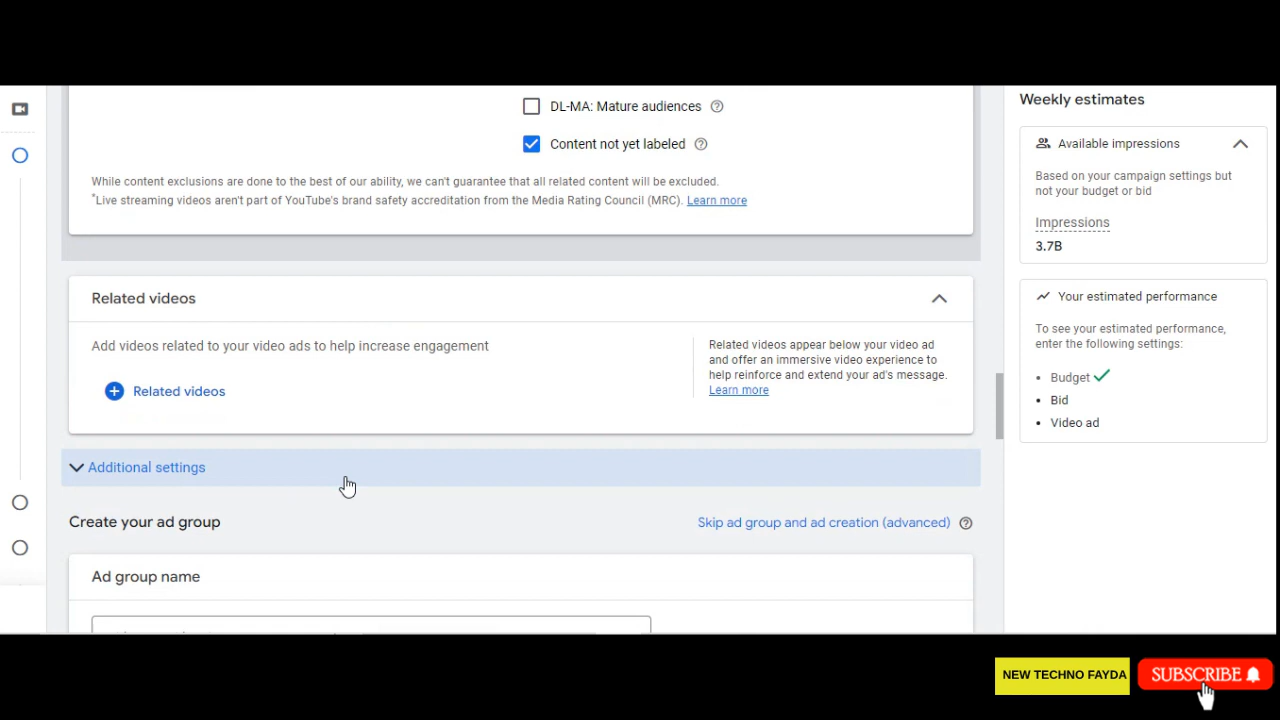 DL-MA: Mature audiences
Content not yet labeled
While content exclusions are done to the best of our ability, we can't guarantee that all related content will be excluded.
*Live streaming videos aren't part of YouTube's brand safety accreditation from the Media Rating Council (MRC). Learn more
Related videos
Add videos related to your video ads to help increase engagement
Related videos
Related videos appear below your video ad
and offer an immersive video experience to
help reinforce and extend your ad's message.
Learn more
Additional settings
Create your ad group
Skip ad group and ad creation (advanced)
Ad group name
Weekly estimates
Available impressions
Based on your campaign settings but
not your budget or bid
Impressions
3.7B
Your estimated performance
To see your estimated performance,
enter the following settings:
• Budget
• Bid
• Video ad
NEW TECHNO FAYDA
SUBSCRIBE